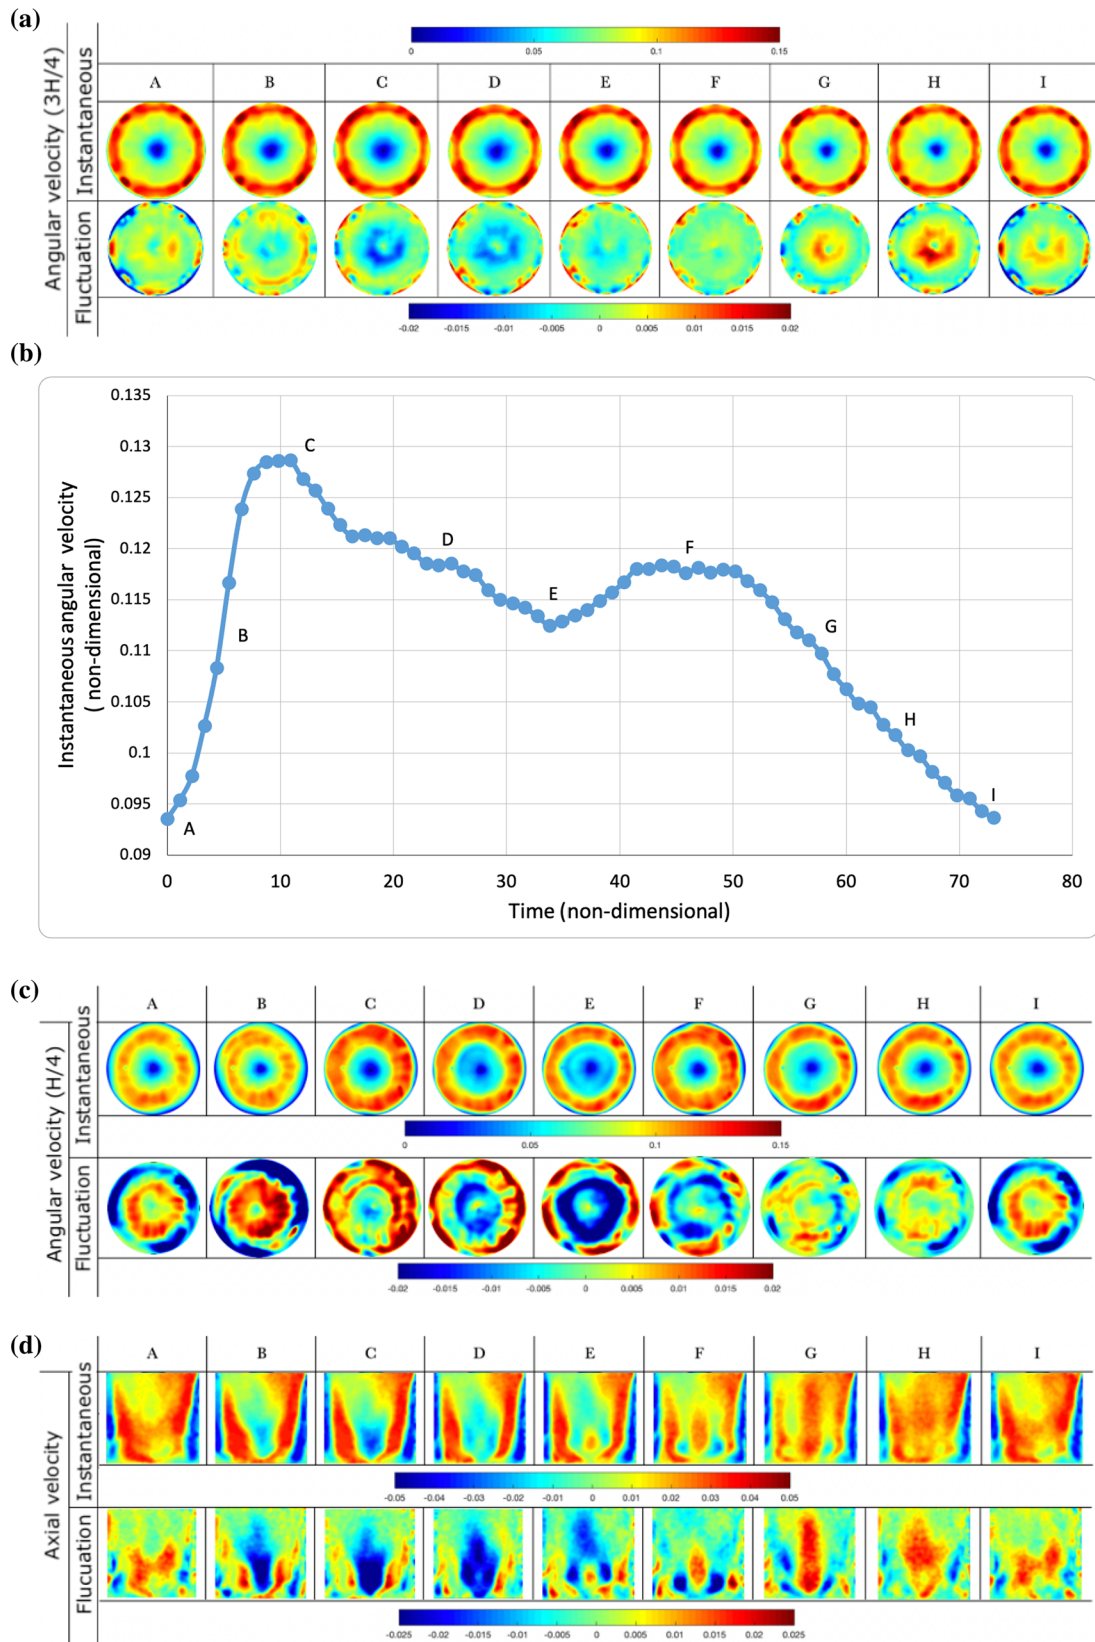 (a)
0 0.05 0.1 0.15
A B C D E F G H I
Angular velocity (3H/4)
Instantaneous
Fluctuation
-0.02 -0.015 -0.01 -0.005 0 0.005 0.01 0.015 0.02
(b)
0.135
0.13
0.125
0.12
0.115
0.11
0.105
0.1
0.095
0.09
Instantaneous angular velocity
( non-dimensional)
A
B
C
D
E
F
G
H
I
0 10 20 30 40 50 60 70 80
Time (non-dimensional)
(c)
A B C D E F G H I
Angular velocity (H/4)
Instantaneous
0 0.05 0.1 0.15
Fluctuation
-0.02 -0.015 -0.01 -0.005 0 0.005 0.01 0.015 0.02
(d)
A B C D E F G H I
Axial velocity
Instantaneous
-0.05 -0.04 -0.03 -0.02 -0.01 0 0.01 0.02 0.03 0.04 0.05
Flucuation
-0.025 -0.02 -0.015 -0.01 -0.005 0 0.005 0.01 0.015 0.02 0.025